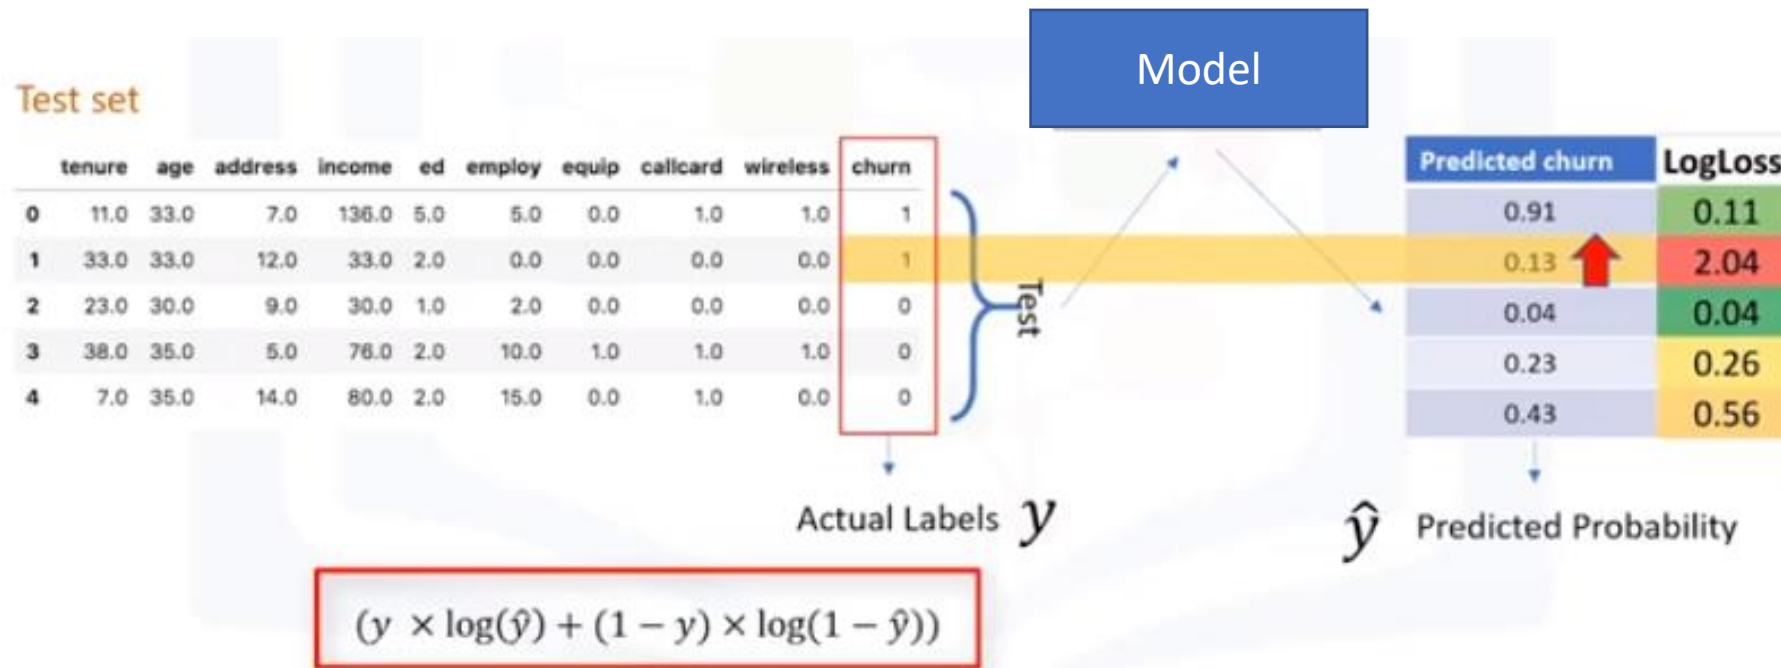 Model
Test set
tenure age address income ed employ equip callcard wireless churn
0 11.0 33.0 7.0 136.0 5.0 5.0 0.0 1.0 1.0 1
1 33.0 33.0 12.0 33.0 2.0 0.0 0.0 0.0 0.0 1
2 23.0 30.0 9.0 30.0 1.0 2.0 0.0 0.0 0.0 0
3 38.0 35.0 5.0 76.0 2.0 10.0 1.0 1.0 1.0 0
4 7.0 35.0 14.0 80.0 2.0 15.0 0.0 1.0 0.0 0
Test
Predicted churn LogLoss
0.91 0.11
0.13 2.04
0.04 0.04
0.23 0.26
0.43 0.56
Actual Labels y
ŷ Predicted Probability
(y × log(ŷ) + (1 − y) × log(1 − ŷ))